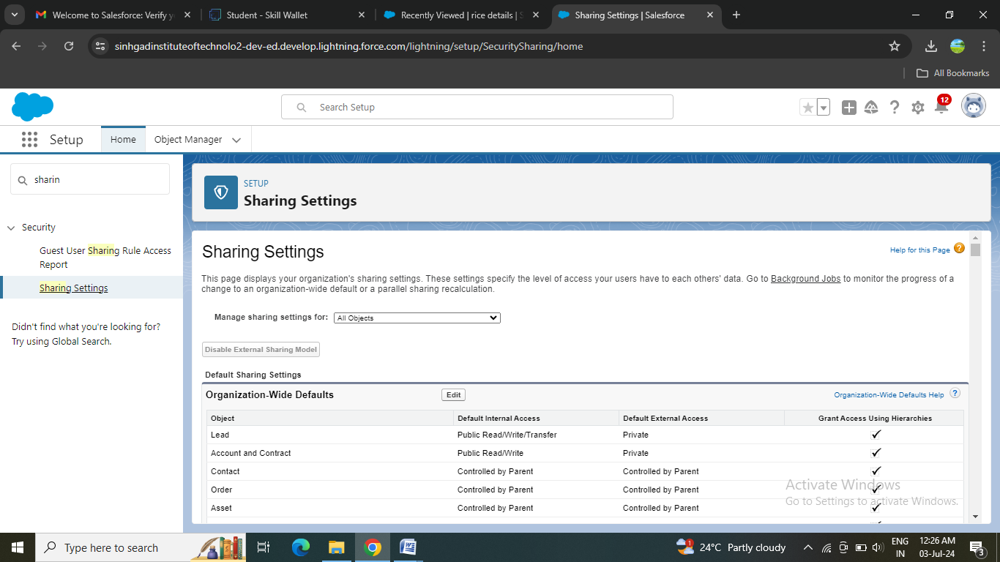 Welcome to Salesforce: Verify y
Student - Skill Wallet
Recently Viewed | rice details | S
Sharing Settings | Salesforce
sinhgadinstituteoftechnolo2-dev-ed.develop.lightning.force.com/lightning/setup/SecuritySharing/home
All Bookmarks
Search Setup
12
Setup
Home
Object Manager
sharin
Security
Guest User Sharing Rule Access
Report
Sharing Settings
Didn't find what you're looking for?
Try using Global Search.
SETUP
Sharing Settings
Sharing Settings
Help for this Page
This page displays your organization's sharing settings. These settings specify the level of access your users have to each others' data. Go to Background Jobs to monitor the progress of a
change to an organization-wide default or a parallel sharing recalculation.
Manage sharing settings for: All Objects
Disable External Sharing Model
Default Sharing Settings
Organization-Wide Defaults Edit Organization-Wide Defaults Help ?
Object Default Internal Access Default External Access Grant Access Using Hierarchies
Lead Public Read/Write/Transfer Private
Account and Contract Public Read/Write Private
Contact Controlled by Parent Controlled by Parent
Order Controlled by Parent Controlled by Parent
Asset Controlled by Parent Controlled by Parent
Activate Windows
Go to Settings to activate Windows.
Type here to search
1
24°C Partly cloudy
ENG
IN
12:26 AM
03-Jul-24
3